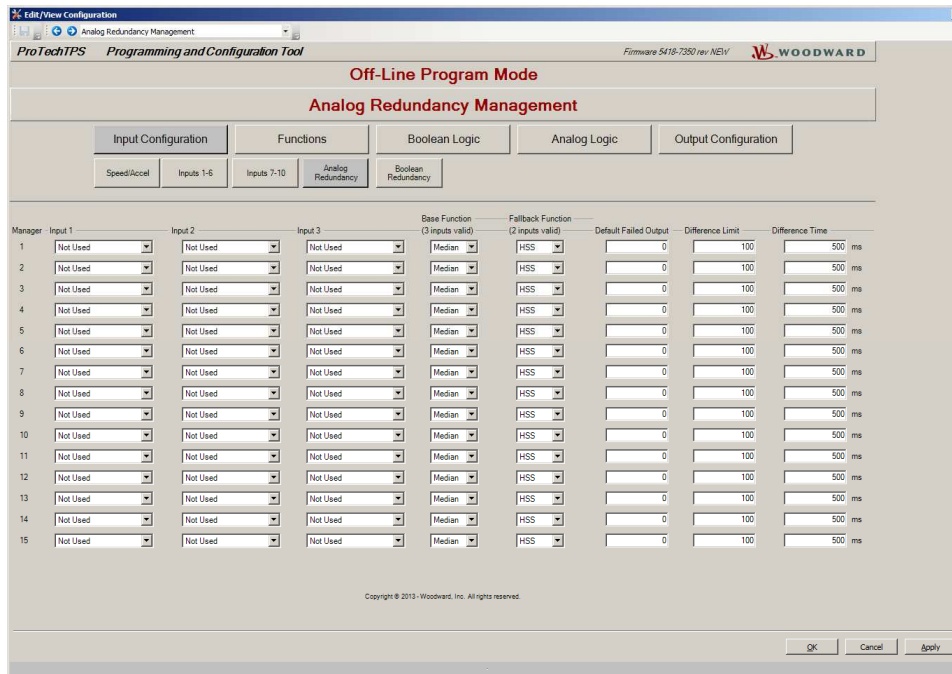 Edit/View Configuration
Analog Redundancy Management
ProTechTPS Programming and Configuration Tool Firmware 5418-7350 rev NEW WOODWARD
Off-Line Program Mode
Analog Redundancy Management
Input Configuration Functions Boolean Logic Analog Logic Output Configuration
Speed/Accel Inputs 1-6 Inputs 7-10 Analog Redundancy Boolean Redundancy
Base Function Fallback Function
Manager Input 1 Input 2 Input 3 (3 inputs valid) (2 inputs valid) Default Failed Output Difference Limit Difference Time
1 Not Used Not Used Not Used Median HSS 0 100 500 ms
2 Not Used Not Used Not Used Median HSS 0 100 500 ms
3 Not Used Not Used Not Used Median HSS 0 100 500 ms
4 Not Used Not Used Not Used Median HSS 0 100 500 ms
5 Not Used Not Used Not Used Median HSS 0 100 500 ms
6 Not Used Not Used Not Used Median HSS 0 100 500 ms
7 Not Used Not Used Not Used Median HSS 0 100 500 ms
8 Not Used Not Used Not Used Median HSS 0 100 500 ms
9 Not Used Not Used Not Used Median HSS 0 100 500 ms
10 Not Used Not Used Not Used Median HSS 0 100 500 ms
11 Not Used Not Used Not Used Median HSS 0 100 500 ms
12 Not Used Not Used Not Used Median HSS 0 100 500 ms
13 Not Used Not Used Not Used Median HSS 0 100 500 ms
14 Not Used Not Used Not Used Median HSS 0 100 500 ms
15 Not Used Not Used Not Used Median HSS 0 100 500 ms
Copyright © 2013 - Woodward, Inc. All rights reserved.
OK Cancel Apply